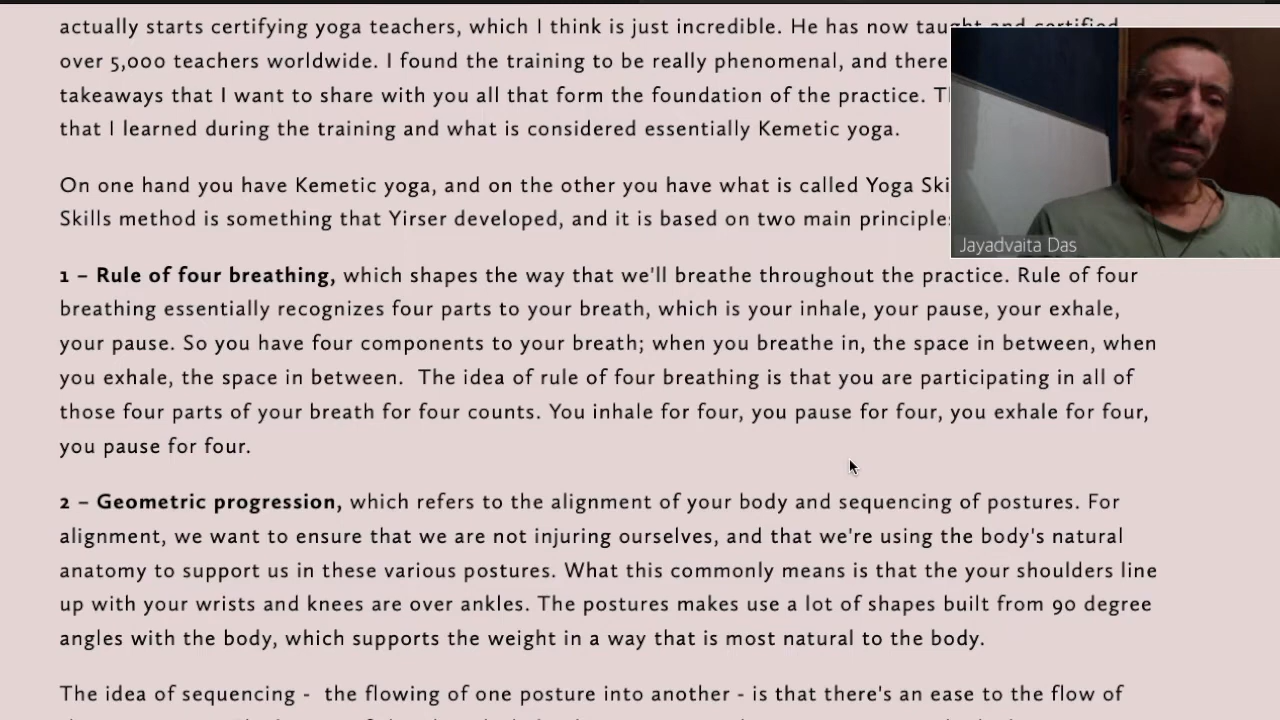 actually starts certifying yoga teachers, which I think is just incredible. He has now taught and certified
over 5,000 teachers worldwide. I found the training to be really phenomenal, and there
takeaways that I want to share with you all that form the foundation of the practice.
that I learned during the training and what is considered essentially Kemetic yoga.
On one hand you have Kemetic yoga, and on the other you have what is called Yoga
Skills method is something that Yirser developed, and it is based on two main
1 – Rule of four breathing, which shapes the way that we'll breathe throughout the practice. Rule of four
breathing essentially recognizes four parts to your breath, which is your inhale, your pause, your exhale,
your pause. So you have four components to your breath; when you breathe in, the space in between, when
you exhale, the space in between.  The idea of rule of four breathing is that you are participating in all of
those four parts of your breath for four counts. You inhale for four, you pause for four, you exhale for four,
you pause for four.
2 – Geometric progression, which refers to the alignment of your body and sequencing of postures. For
alignment, we want to ensure that we are not injuring ourselves, and that we're using the body's natural
anatomy to support us in these various postures. What this commonly means is that the your shoulders line
up with your wrists and knees are over ankles. The postures makes use a lot of shapes built from 90 degree
angles with the body, which supports the weight in a way that is most natural to the body.
The idea of sequencing -  the flowing of one posture into another - is that there's an ease to the flow of
Jayadvaita Das